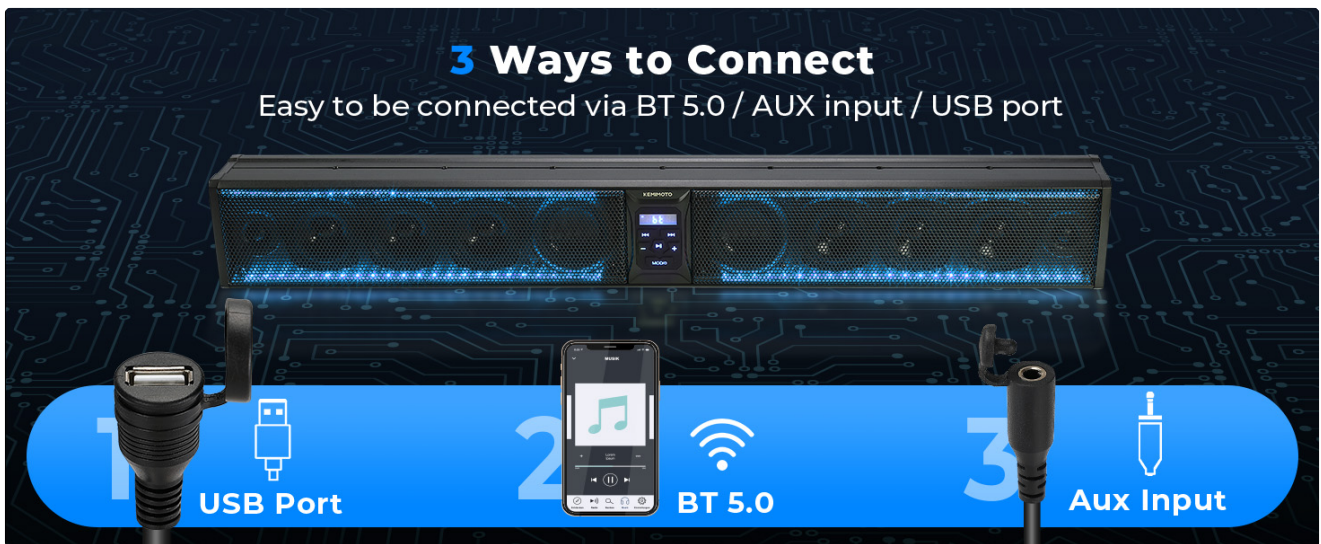 3 Ways to Connect
Easy to be connected via BT 5.0 / AUX input / USB port
KEMIMOTO
bt
MODE
1
USB Port
2
BT 5.0
3
Aux Input